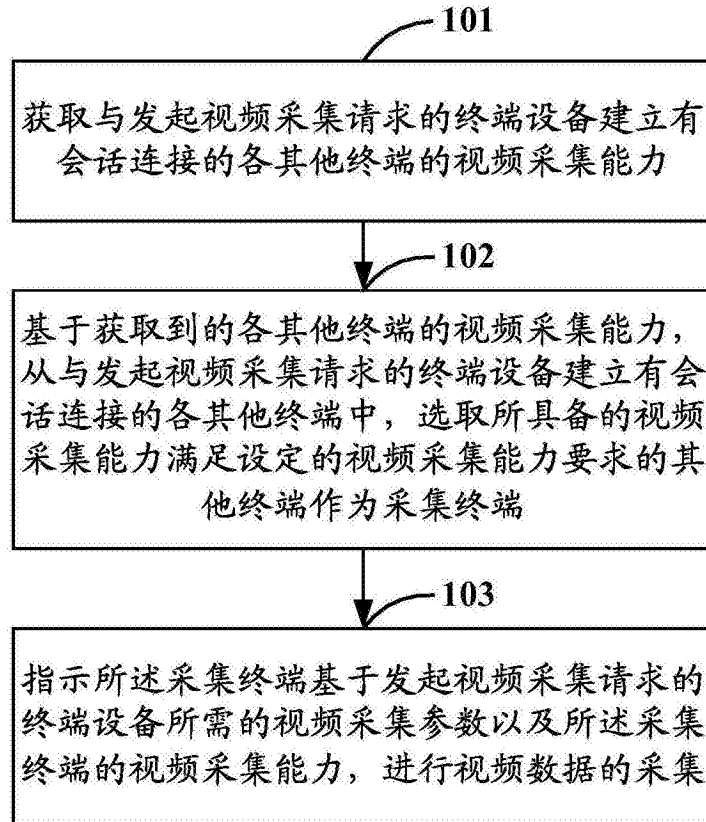 101
获取与发起视频采集请求的终端设备建立有
会话连接的各其他终端的视频采集能力
102
基于获取到的各其他终端的视频采集能力，
从与发起视频采集请求的终端设备建立有会
话连接的各其他终端中，选取所具备的视频
采集能力满足设定的视频采集能力要求的其
他终端作为采集终端
103
指示所述采集终端基于发起视频采集请求的
终端设备所需的视频采集参数以及所述采集
终端的视频采集能力，进行视频数据的采集